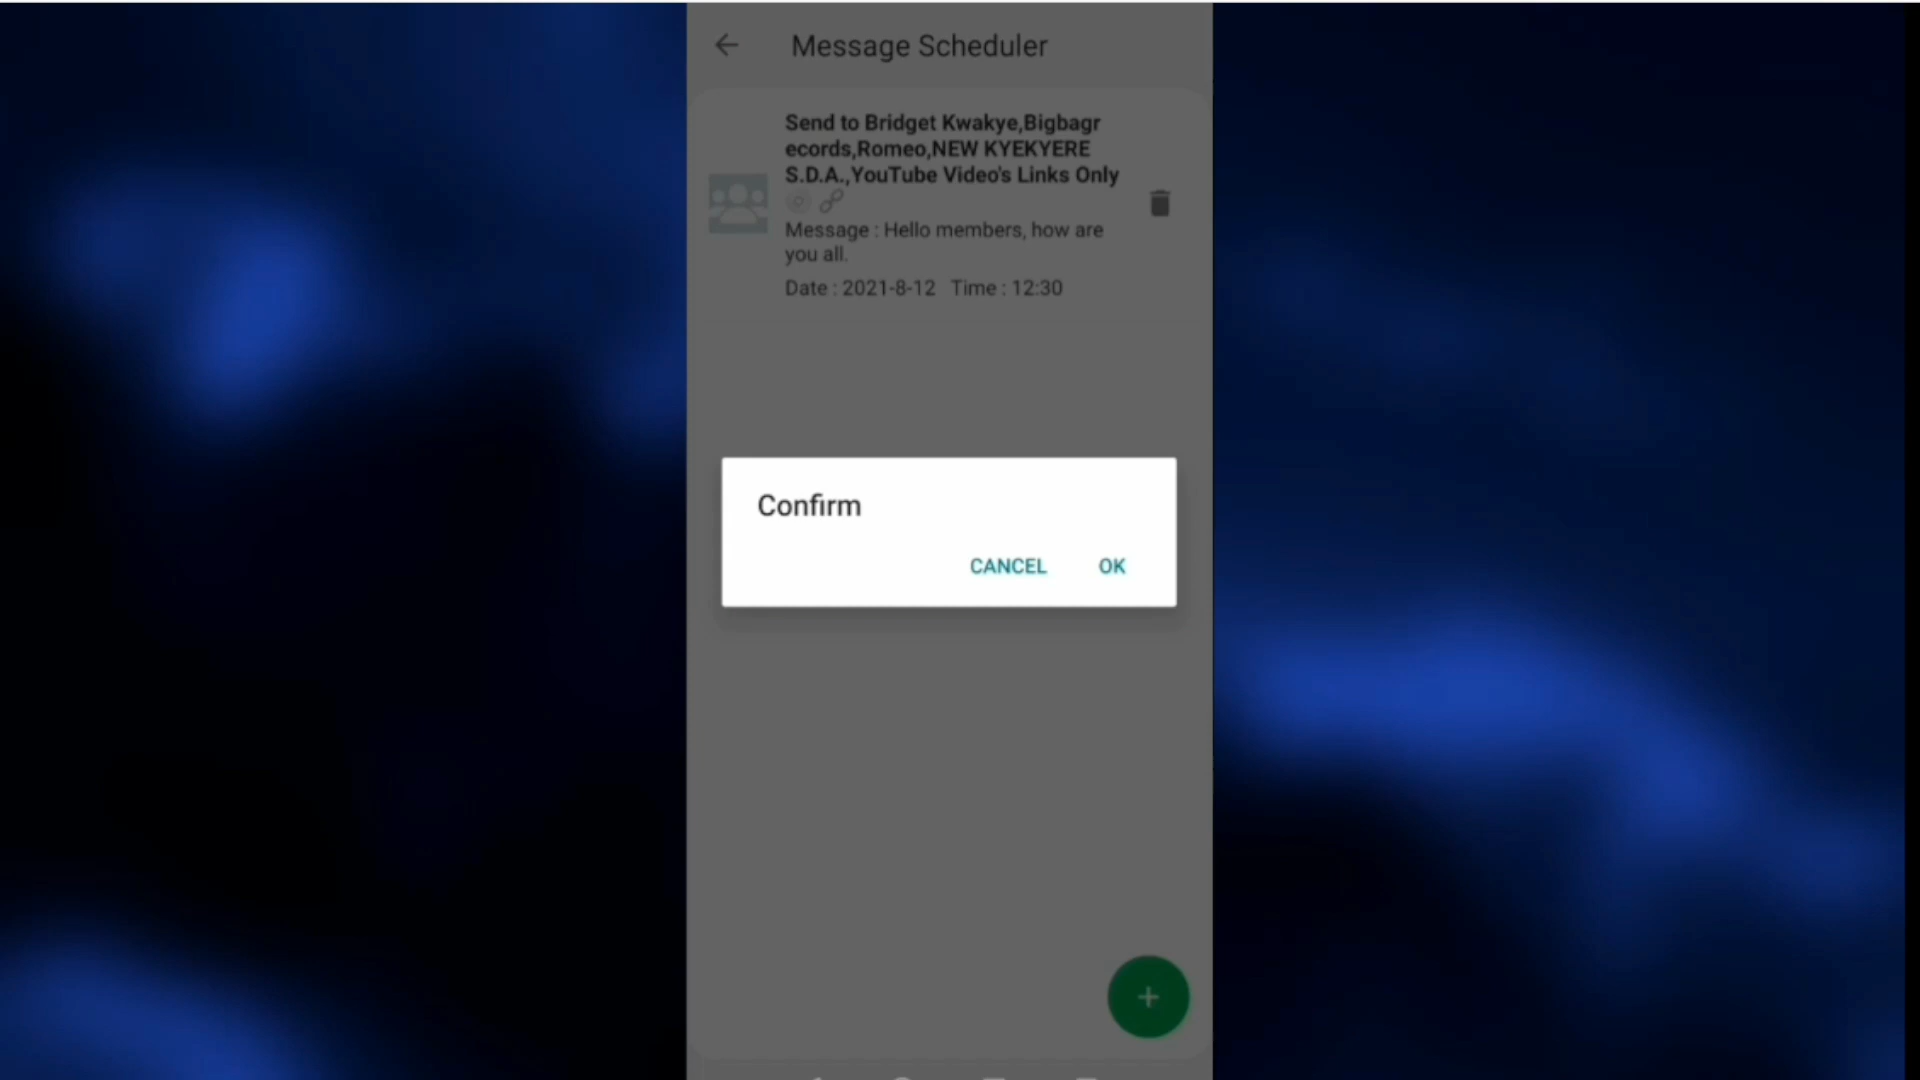 Message Scheduler
Send to Bridget Kwakye,Bigbagr
ecords,Romeo,NEW KYEKYERE
S.D.A.,YouTube Video's Links Only
Message : Hello members, how are
you all.
Date : 2021-8-12 Time : 12:30
Confirm
CANCEL OK